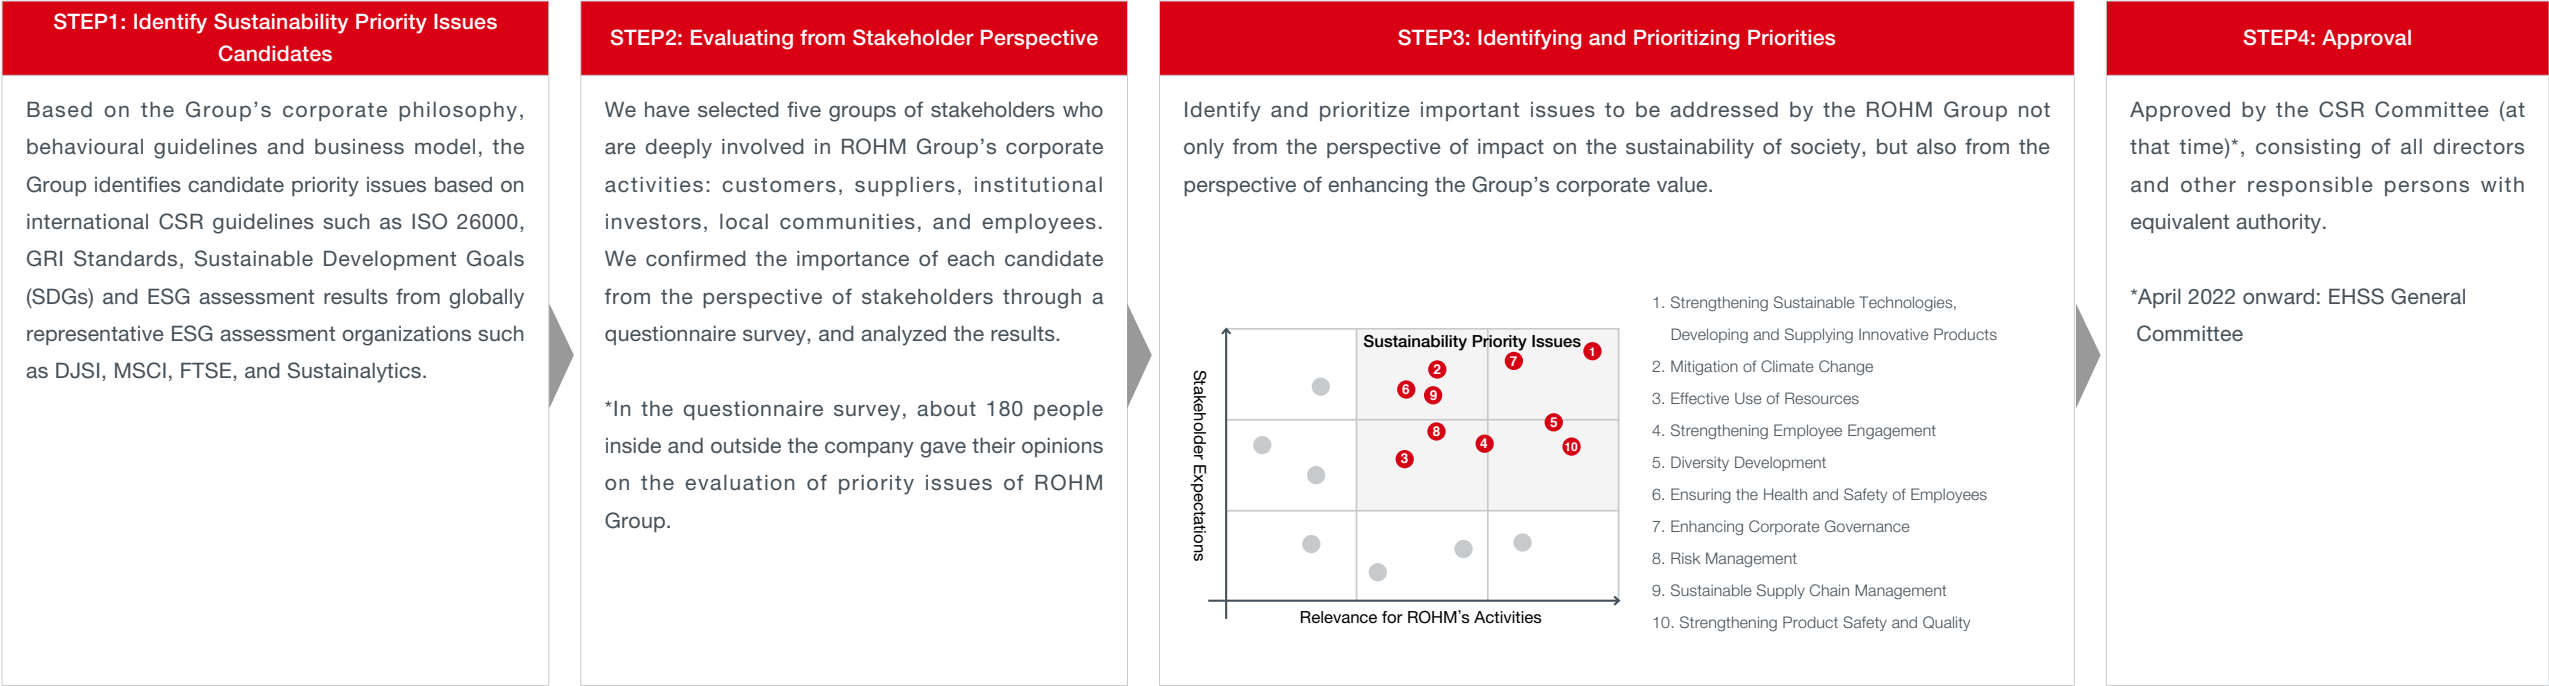 STEP1: Identify Sustainability Priority Issues
Candidates
Based on the Group's corporate philosophy,
behavioural guidelines and business model, the
Group identifies candidate priority issues based on
international CSR guidelines such as ISO 26000,
GRI Standards, Sustainable Development Goals
(SDGs) and ESG assessment results from globally
representative ESG assessment organizations such
as DJSI, MSCI, FTSE, and Sustainalytics.
STEP2: Evaluating from Stakeholder Perspective
We have selected five groups of stakeholders who
are deeply involved in ROHM Group's corporate
activities: customers, suppliers, institutional
investors, local communities, and employees.
We confirmed the importance of each candidate
from the perspective of stakeholders through a
questionnaire survey, and analyzed the results.
*In the questionnaire survey, about 180 people
inside and outside the company gave their opinions
on the evaluation of priority issues of ROHM
Group.
STEP3: Identifying and Prioritizing Priorities
Identify and prioritize important issues to be addressed by the ROHM Group not
only from the perspective of impact on the sustainability of society, but also from the
perspective of enhancing the Group's corporate value.
Stakeholder Expectations
Sustainability Priority Issues
1
7
2
6
9
5
8
4
10
3
Relevance for ROHM's Activities
1. Strengthening Sustainable Technologies,
Developing and Supplying Innovative Products
2. Mitigation of Climate Change
3. Effective Use of Resources
4. Strengthening Employee Engagement
5. Diversity Development
6. Ensuring the Health and Safety of Employees
7. Enhancing Corporate Governance
8. Risk Management
9. Sustainable Supply Chain Management
10. Strengthening Product Safety and Quality
STEP4: Approval
Approved by the CSR Committee (at
that time)*, consisting of all directors
and other responsible persons with
equivalent authority.
*April 2022 onward: EHSS General
Committee